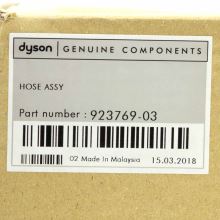 dyson GENUINE COMPONENTS
HOSE ASSY
Part number : 923769-03
02 Made In Malaysia 15.03.2018